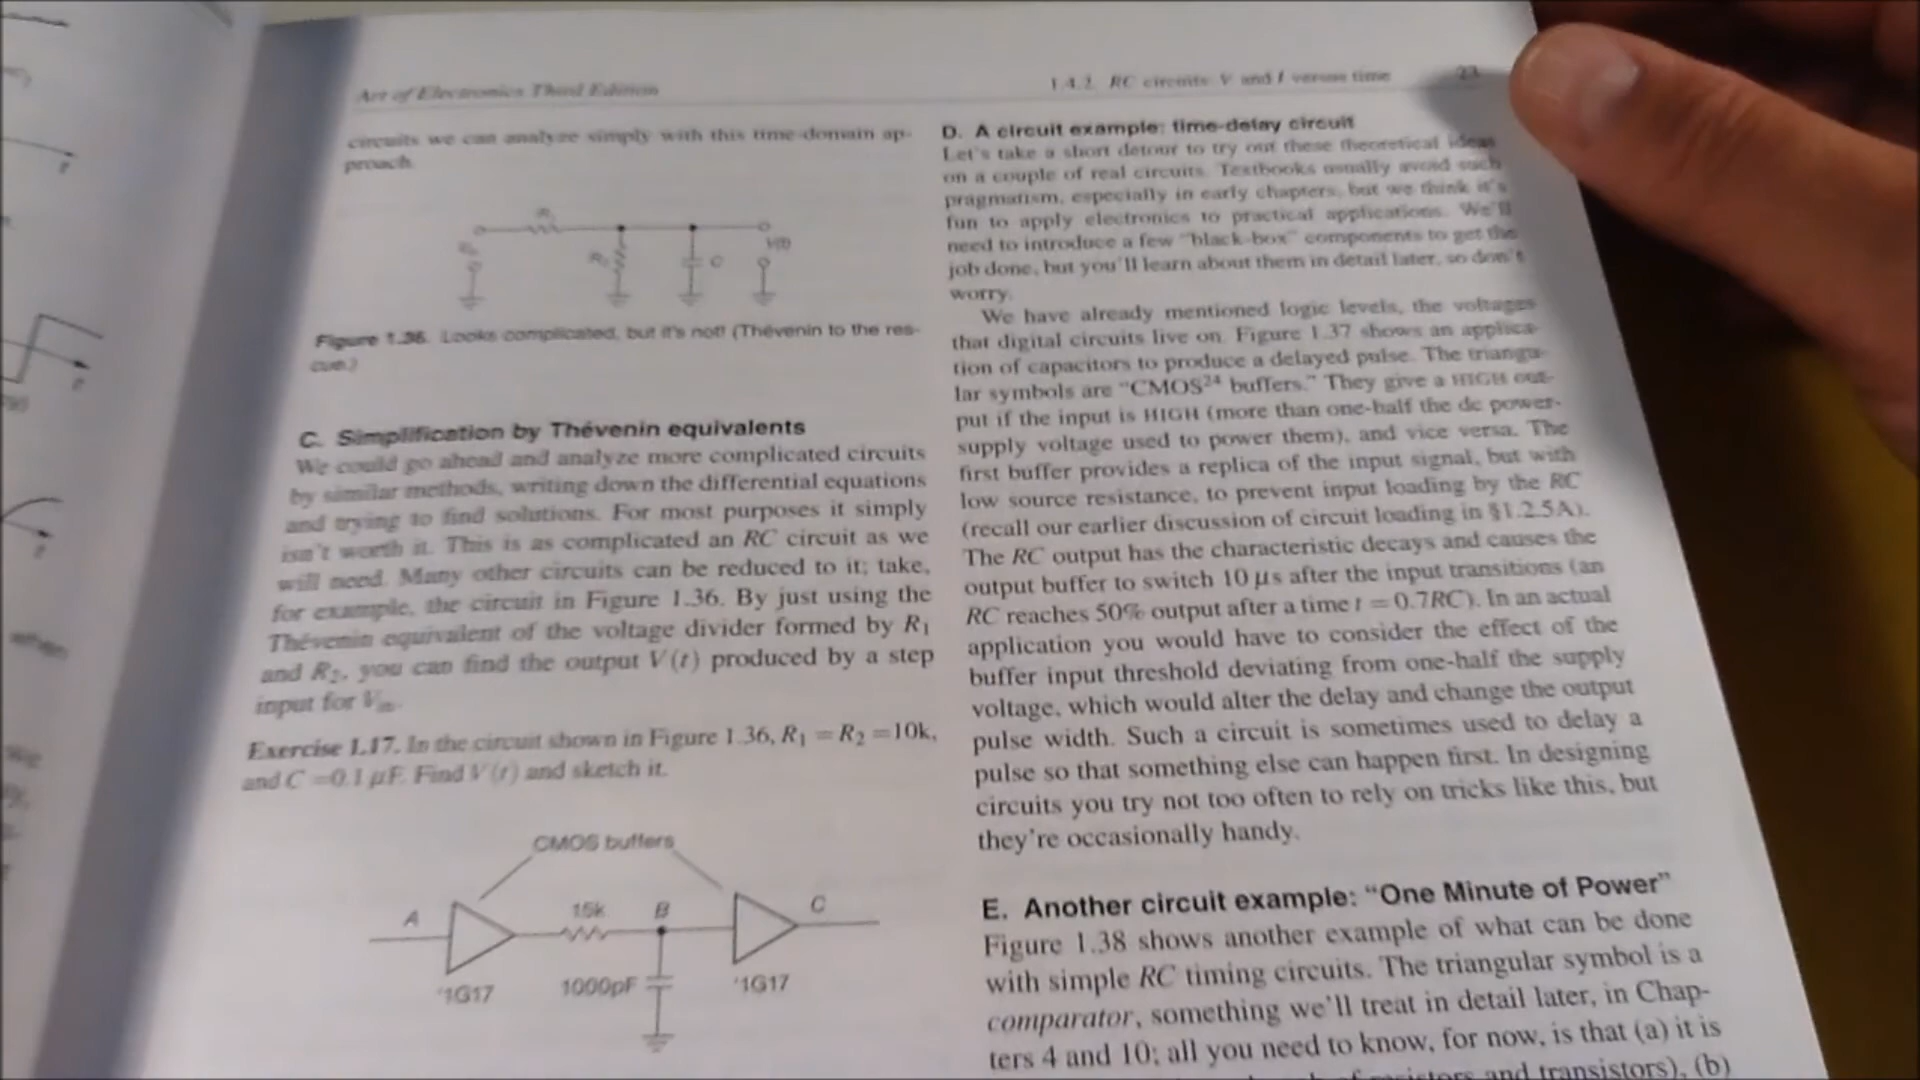 Art of Electronics Third Edition
1.4.2. RC circuits: V and I versus time
23
circuits we can analyze simply with this time-domain ap-
proach.
R1
R2
C
V(t)
Figure 1.36. Looks complicated, but it's not! (Thévenin to the res-
cue.)
C. Simplification by Thévenin equivalents
We could go ahead and analyze more complicated circuits
by similar methods, writing down the differential equations
and trying to find solutions. For most purposes it simply
isn't worth it. This is as complicated an RC circuit as we
will need. Many other circuits can be reduced to it; take,
for example, the circuit in Figure 1.36. By just using the
Thévenin equivalent of the voltage divider formed by R1
and R2, you can find the output V(t) produced by a step
input for Vin.
Exercise 1.17. In the circuit shown in Figure 1.36, R1 = R2 = 10k,
and C = 0.1 μF. Find V(t) and sketch it.
CMOS buffers
A
15k
B
C
'1G17
1000pF
'1G17
D. A circuit example: time-delay circuit
Let's take a short detour to try out these theoretical ideas
on a couple of real circuits. Textbooks usually avoid such
pragmatism, especially in early chapters, but we think it's
fun to apply electronics to practical applications. We'll
need to introduce a few "black-box" components to get the
job done, but you'll learn about them in detail later, so don't
worry.
We have already mentioned logic levels, the voltages
that digital circuits live on. Figure 1.37 shows an applica-
tion of capacitors to produce a delayed pulse. The triangu-
lar symbols are "CMOS24 buffers." They give a HIGH out-
put if the input is HIGH (more than one-half the dc power-
supply voltage used to power them), and vice versa. The
first buffer provides a replica of the input signal, but with
low source resistance, to prevent input loading by the RC
(recall our earlier discussion of circuit loading in §1.2.5A).
The RC output has the characteristic decays and causes the
output buffer to switch 10 μs after the input transitions (an
RC reaches 50% output after a time t = 0.7RC). In an actual
application you would have to consider the effect of the
buffer input threshold deviating from one-half the supply
voltage, which would alter the delay and change the output
pulse width. Such a circuit is sometimes used to delay a
pulse so that something else can happen first. In designing
circuits you try not too often to rely on tricks like this, but
they're occasionally handy.
E. Another circuit example: "One Minute of Power"
Figure 1.38 shows another example of what can be done
with simple RC timing circuits. The triangular symbol is a
comparator, something we'll treat in detail later, in Chap-
ters 4 and 10; all you need to know, for now, is that (a) it is
resistors and transistors), (b)